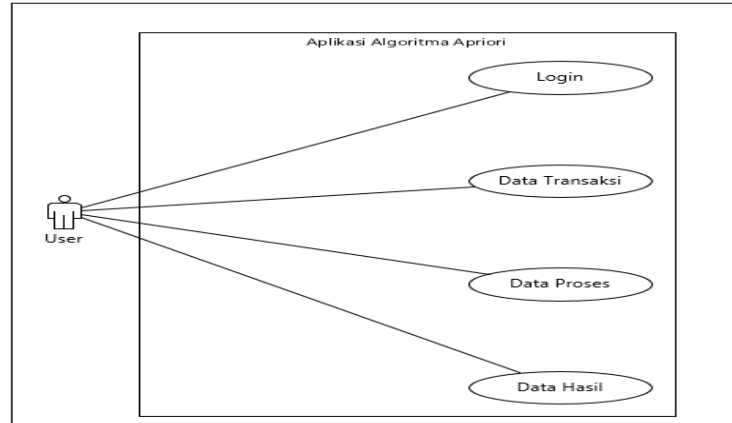 Aplikasi Algoritma Apriori
Login
Data Transaksi
User
Data Proses
Data Hasil